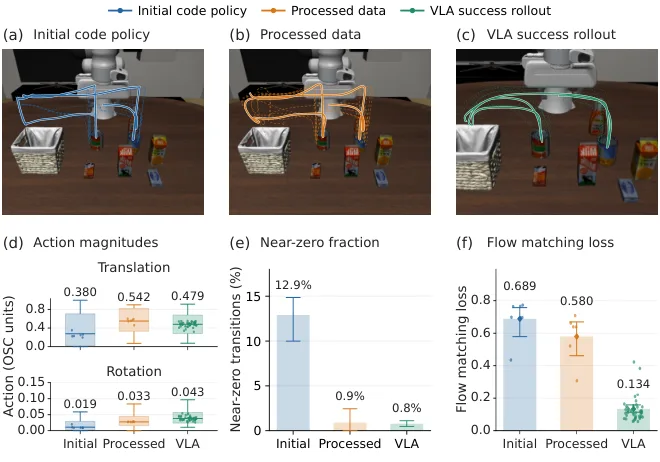 Initial code policy Processed data VLA success rollout
(a) Initial code policy
(b) Processed data
(c) VLA success rollout
(d) Action magnitudes
Translation
Action (OSC units)
0.8
0.4
0.0
0.380
0.542
0.479
Rotation
0.15
0.10
0.05
0.00
0.019
0.033
0.043
Initial Processed VLA
(e) Near-zero fraction
Near-zero transitions (%)
15
10
5
0
12.9%
0.9%
0.8%
Initial Processed VLA
(f) Flow matching loss
Flow matching loss
0.8
0.6
0.4
0.2
0.0
0.689
0.580
0.134
Initial Processed VLA